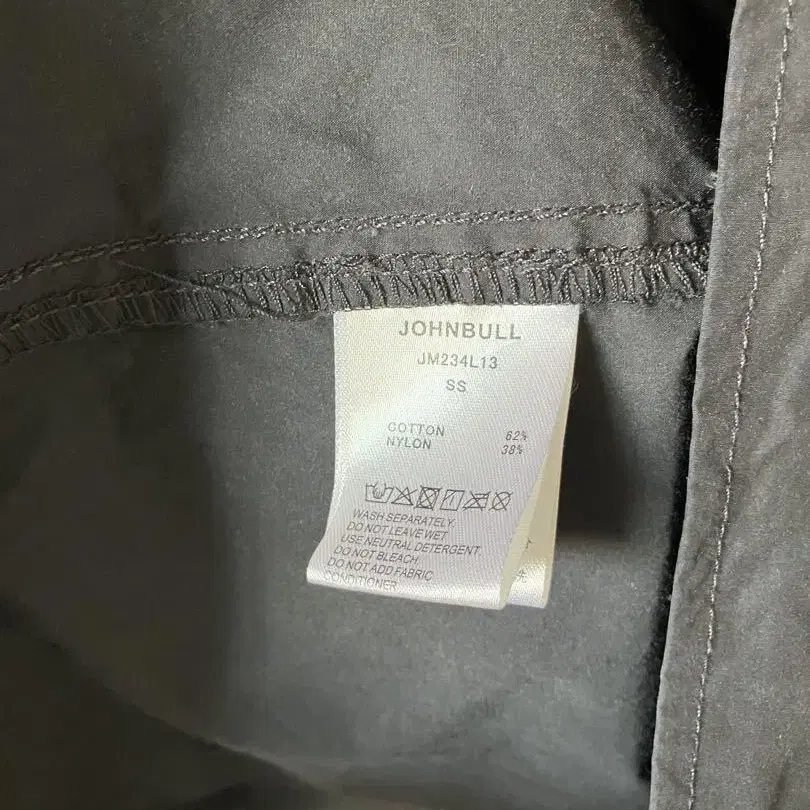 JOHNBULL
JM234L13
SS
COTTON 62%
NYLON 38%
WASH SEPARATELY.
DO NOT LEAVE WET
USE NEUTRAL DETERGENT.
DO NOT BLEACH
DO NOT ADD FABRIC
CONDITIONER